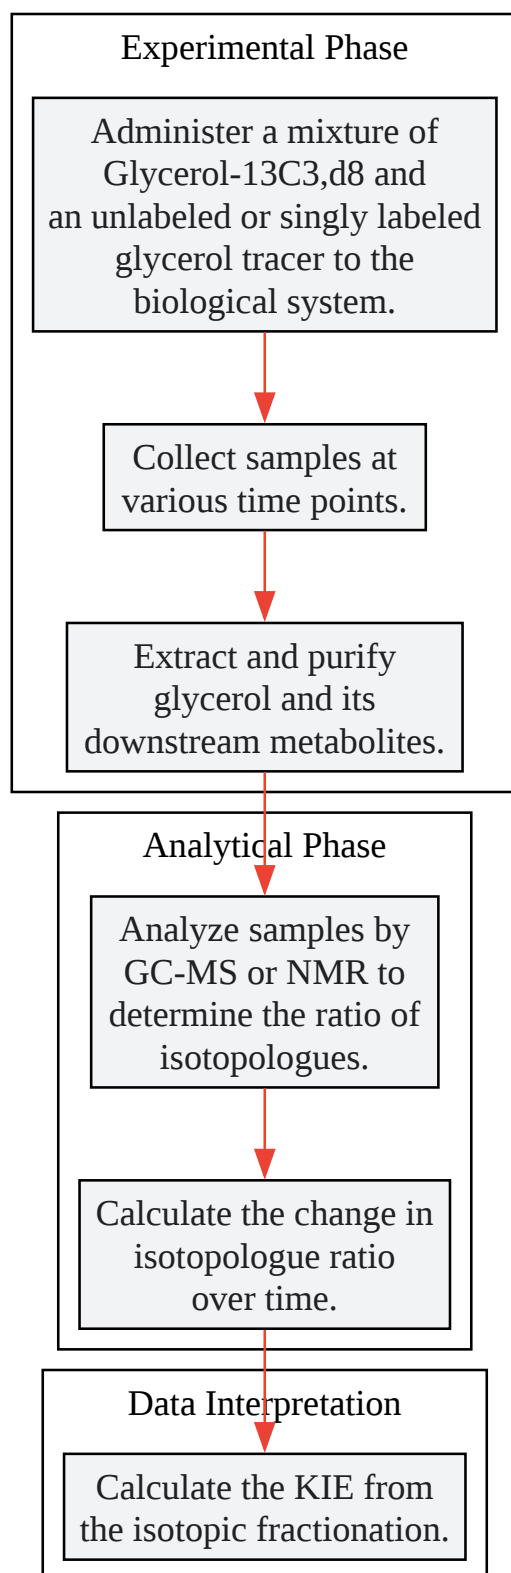 Experimental Phase
Administer a mixture of
Glycerol-13C3,d8 and
an unlabeled or singly labeled
glycerol tracer to the
biological system.
Collect samples at
various time points.
Extract and purify
glycerol and its
downstream metabolites.
Analytical Phase
Analyze samples by
GC-MS or NMR to
determine the ratio of
isotopologues.
Calculate the change in
isotopologue ratio
over time.
Data Interpretation
Calculate the KIE from
the isotopic fractionation.